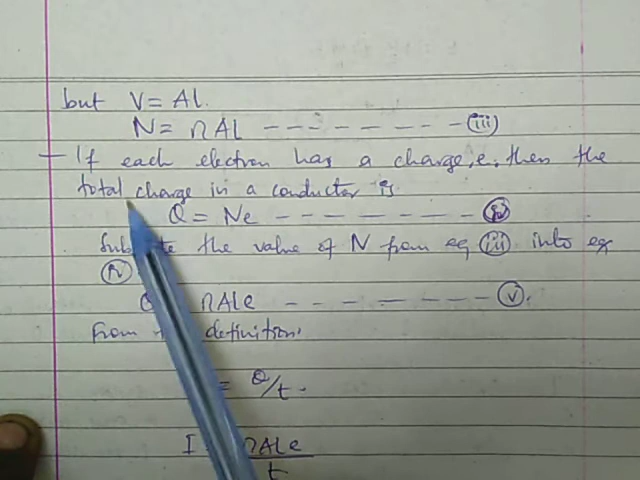 but V = AL.
N = nAL - - - - - - - (iii)
- If each electron has a charge, e, then the
total charge in a conductor is
Q = Ne - - - - - - - - (iv)
the value of N from eq (iii) into eq
(iv)
nALe - - - - - - - - (v).
from definition,
= Q/t.
I nALe
t